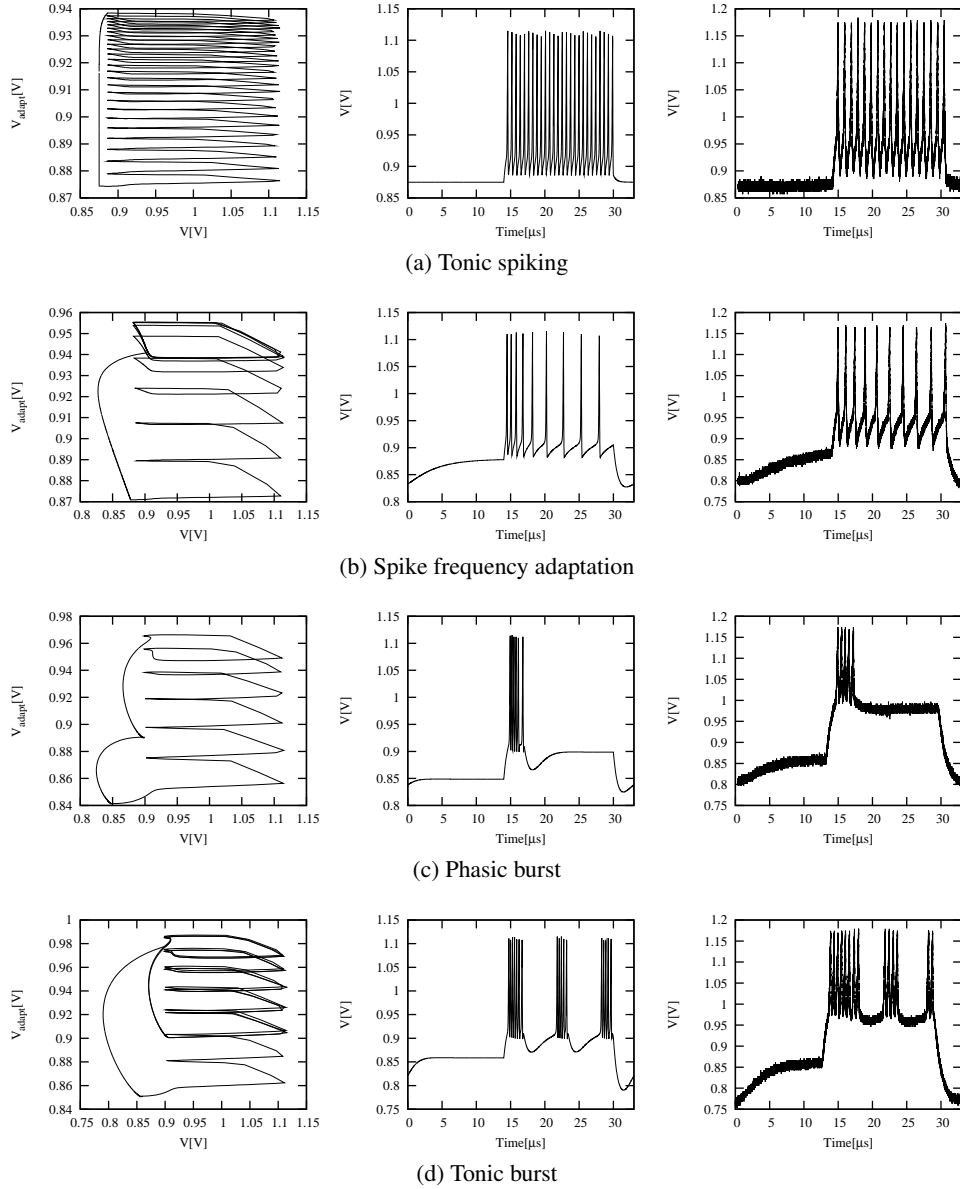 0.94 0.93 0.92 0.91 0.9 0.89 0.88 0.87
V_adapt[V]
0.85 0.9 0.95 1 1.05 1.1 1.15
V[V]
1.15 1.1 1.05 1 0.95 0.9 0.85
V[V]
0 5 10 15 20 25 30
Time[μs]
1.2 1.15 1.1 1.05 1 0.95 0.9 0.85
V[V]
0 5 10 15 20 25 30
Time[μs]
(a) Tonic spiking
0.96 0.95 0.94 0.93 0.92 0.91 0.9 0.89 0.88 0.87
V_adapt[V]
0.8 0.85 0.9 0.95 1 1.05 1.1 1.15
V[V]
1.15 1.1 1.05 1 0.95 0.9 0.85 0.8
V[V]
0 5 10 15 20 25 30
Time[μs]
1.2 1.15 1.1 1.05 1 0.95 0.9 0.85 0.8 0.75
V[V]
0 5 10 15 20 25 30
Time[μs]
(b) Spike frequency adaptation
0.98 0.96 0.94 0.92 0.9 0.88 0.86 0.84
V_adapt[V]
0.8 0.85 0.9 0.95 1 1.05 1.1 1.15
V[V]
1.15 1.1 1.05 1 0.95 0.9 0.85 0.8
V[V]
0 5 10 15 20 25 30
Time[μs]
1.2 1.15 1.1 1.05 1 0.95 0.9 0.85 0.8 0.75
V[V]
0 5 10 15 20 25 30
Time[μs]
(c) Phasic burst
1 0.98 0.96 0.94 0.92 0.9 0.88 0.86 0.84
V_adapt[V]
0.75 0.8 0.85 0.9 0.95 1 1.05 1.1 1.15
V[V]
1.15 1.1 1.05 1 0.95 0.9 0.85 0.8 0.75
V[V]
0 5 10 15 20 25 30
Time[μs]
1.2 1.15 1.1 1.05 1 0.95 0.9 0.85 0.8 0.75
V[V]
0 5 10 15 20 25 30
Time[μs]
(d) Tonic burst